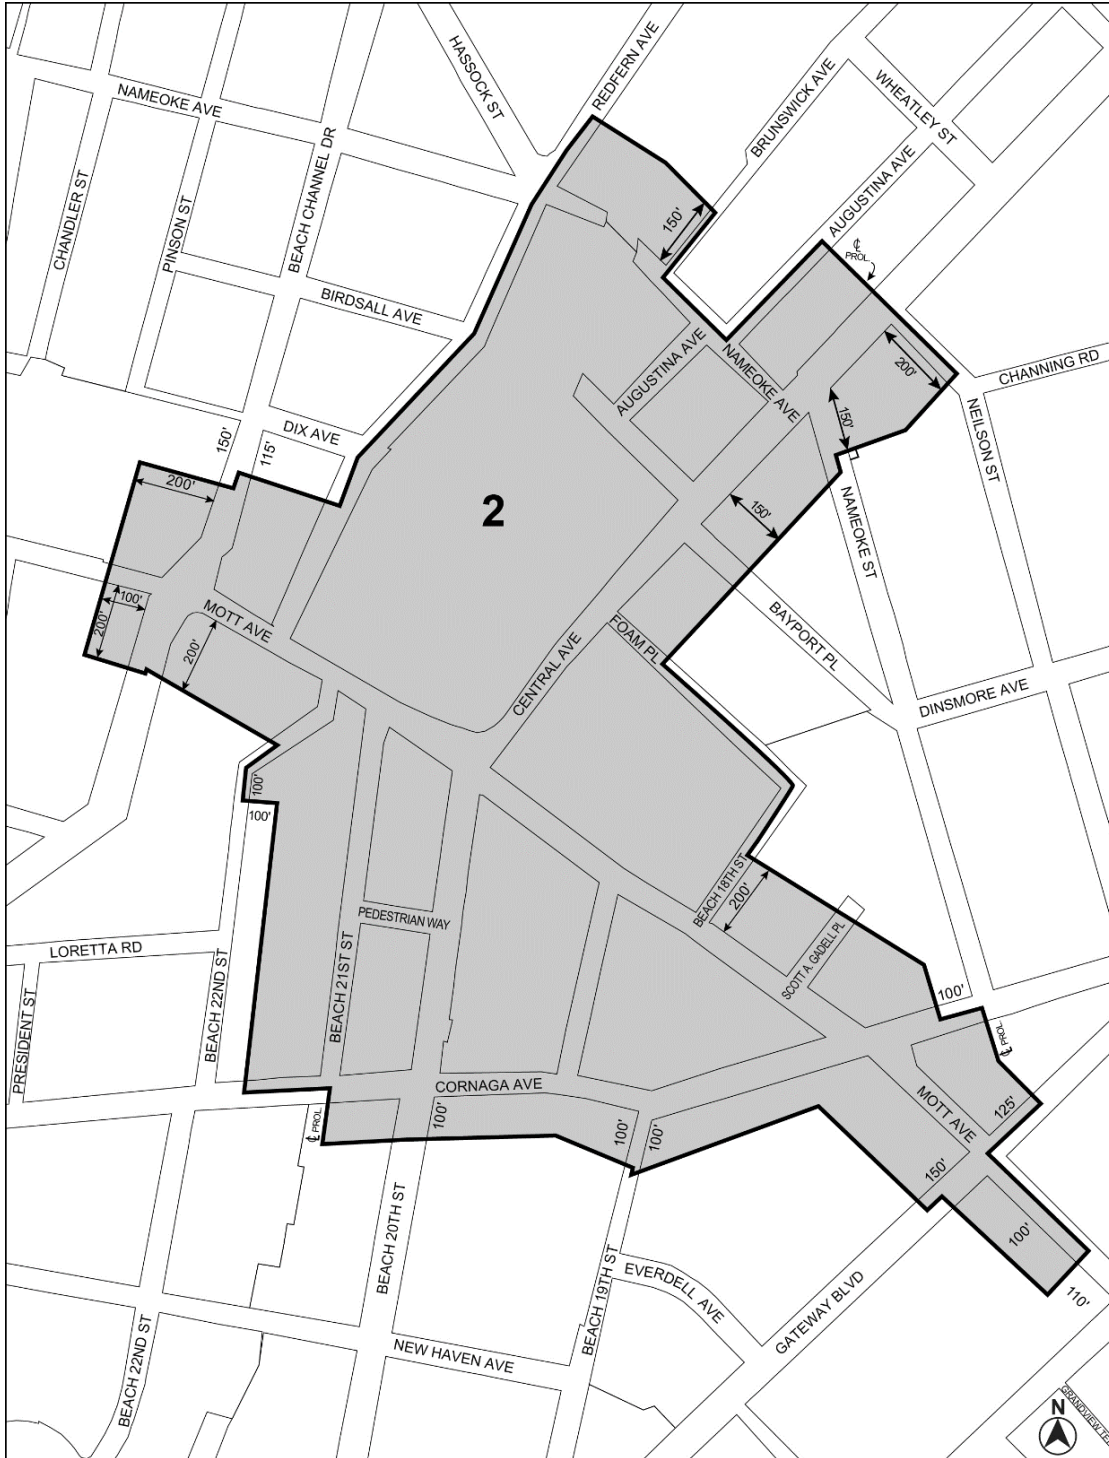 HASSOCK ST
REDFERN AVE
NAMEOKE AVE
BRUNSWICK AVE
WHEATLEY ST
CHANDLER ST
PINSON ST
BEACH CHANNEL DR
AUGUSTINA AVE
150'
℄
PROL.
BIRDSALL AVE
AUGUSTINA AVE
NAMEOKE AVE
200'
CHANNING RD
150'
NEILSON ST
DIX AVE
150'
115'
200'
2
150'
NAMEOKE ST
100'
200'
MOTT AVE
200'
FOAM PL
BAYPORT PL
CENTRAL AVE
DINSMORE AVE
100'
100'
BEACH 18TH ST
200'
PEDESTRIAN WAY
LORETTA RD
BEACH 22ND ST
BEACH 21ST ST
SCOTT A. GADELL PL
100'
PRESIDENT ST
℄ PROL.
CORNAGA AVE
MOTT AVE
125'
℄ PROL.
100'
100'
100'
150'
100'
BEACH 20TH ST
BEACH 19TH ST
EVERDELL AVE
GATEWAY BLVD
110'
BEACH 22ND ST
NEW HAVEN AVE
N